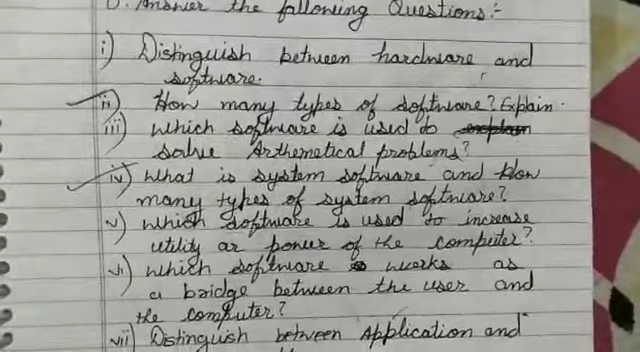 D. Answer the following Questions:-
i) Distinguish between hardware and
software.
ii) How many types of software? Explain.
iii) Which software is used to
solve Arthemetical problems?
iv) What is system software and How
many types of system software?
v) Which software is used to increase
utility or power of the computer?
vi) Which software works as
a bridge between the user and
the computer?
vii) Distinguish between Application and